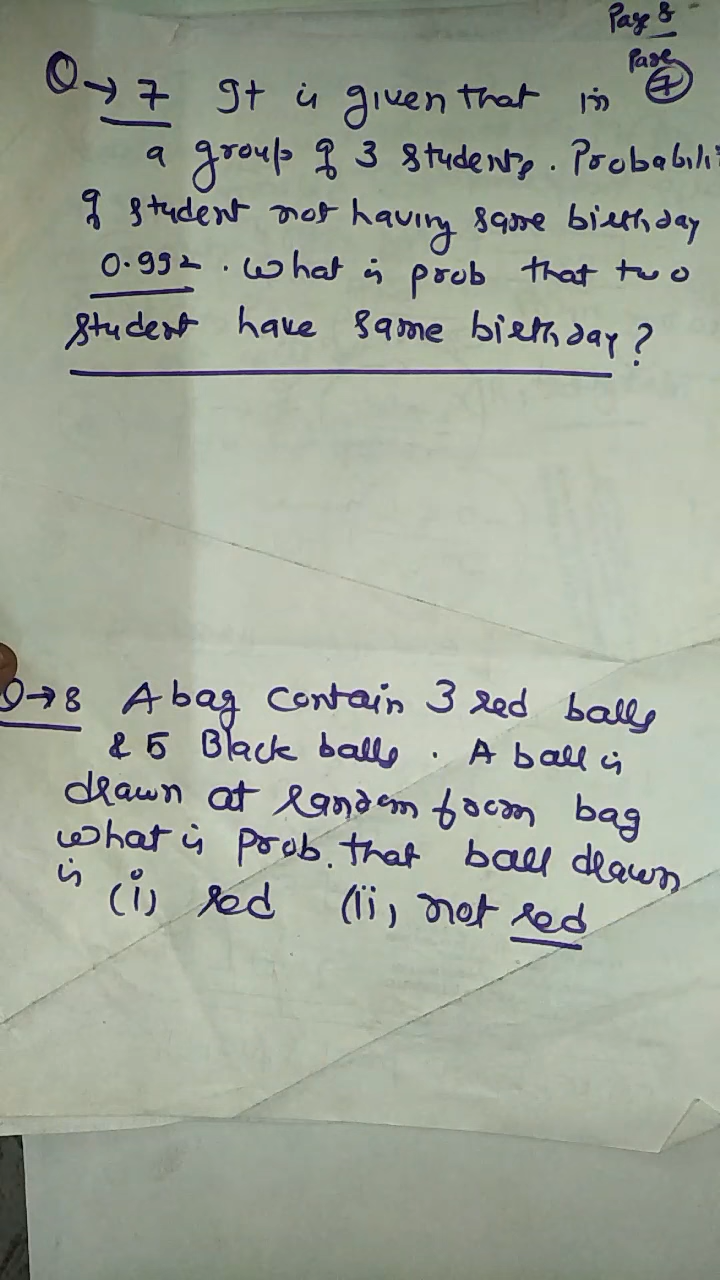 Page 8
Page
7
Q→7 It is given that in
a group of 3 students. Probabili
of student not having same birthday
0.992. What is prob that two
student have same birthday?
Q→8 A bag contain 3 red balls
& 5 Black balls. A ball is
drawn at random from bag
what is prob. that ball drawn
is (i) red (ii) not red